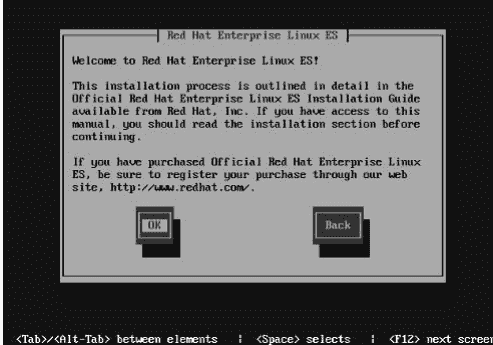 Red Hat Enterprise Linux ES
Welcome to Red Hat Enterprise Linux ES!
This installation process is outlined in detail in the
Official Red Hat Enterprise Linux ES Installation Guide
available from Red Hat, Inc. If you have access to this
manual, you should read the installation section before
continuing.
If you have purchased Official Red Hat Enterprise Linux
ES, be sure to register your purchase through our web
site, http://www.redhat.com/.
OK Back
<Tab>/<Alt-Tab> between elements | <Space> selects | <F12> next screen